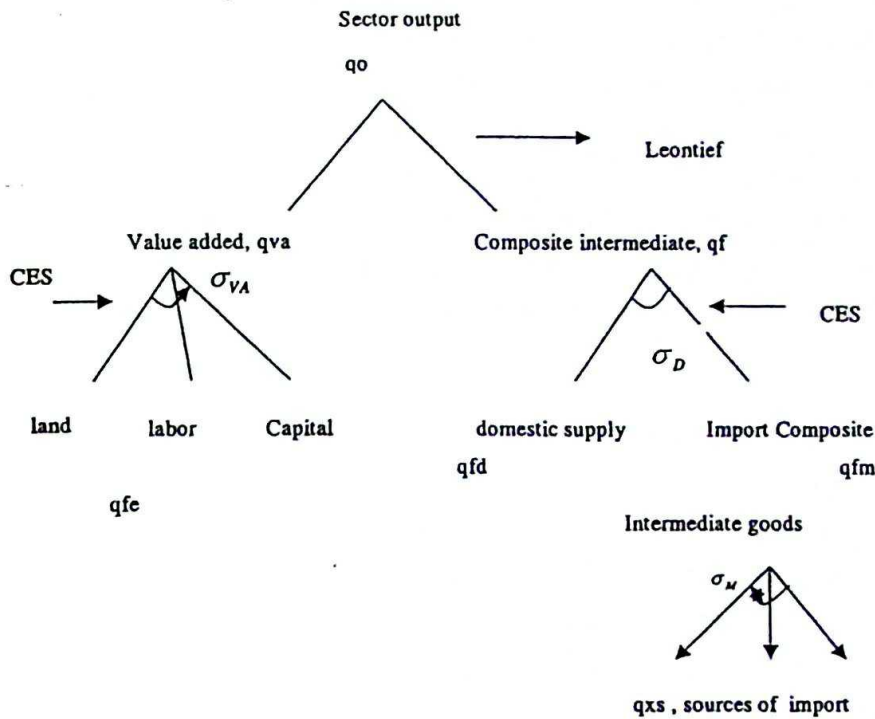 Sector output
qo
Leontief
Value added, qva
Composite intermediate, qf
CES
σVA
CES
σD
land
labor
Capital
domestic supply
Import Composite
qfd
qfm
qfe
Intermediate goods
σM
qxs , sources of import